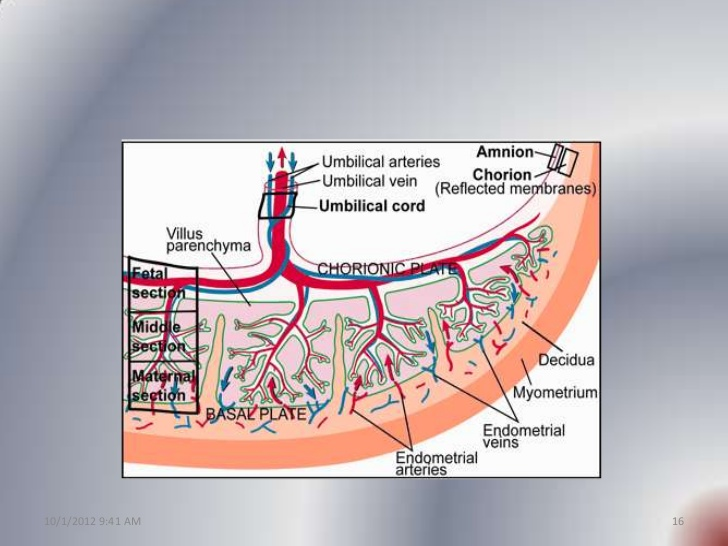 Umbilical arteries
Umbilical vein
Umbilical cord
Amnion
Chorion
(Reflected membranes)
Villus
parenchyma
CHORIONIC PLATE
Fetal
section
Middle
section
Maternal
section
BASAL PLATE
Decidua
Myometrium
Endometrial
veins
Endometrial
arteries
10/1/2012 9:41 AM
16